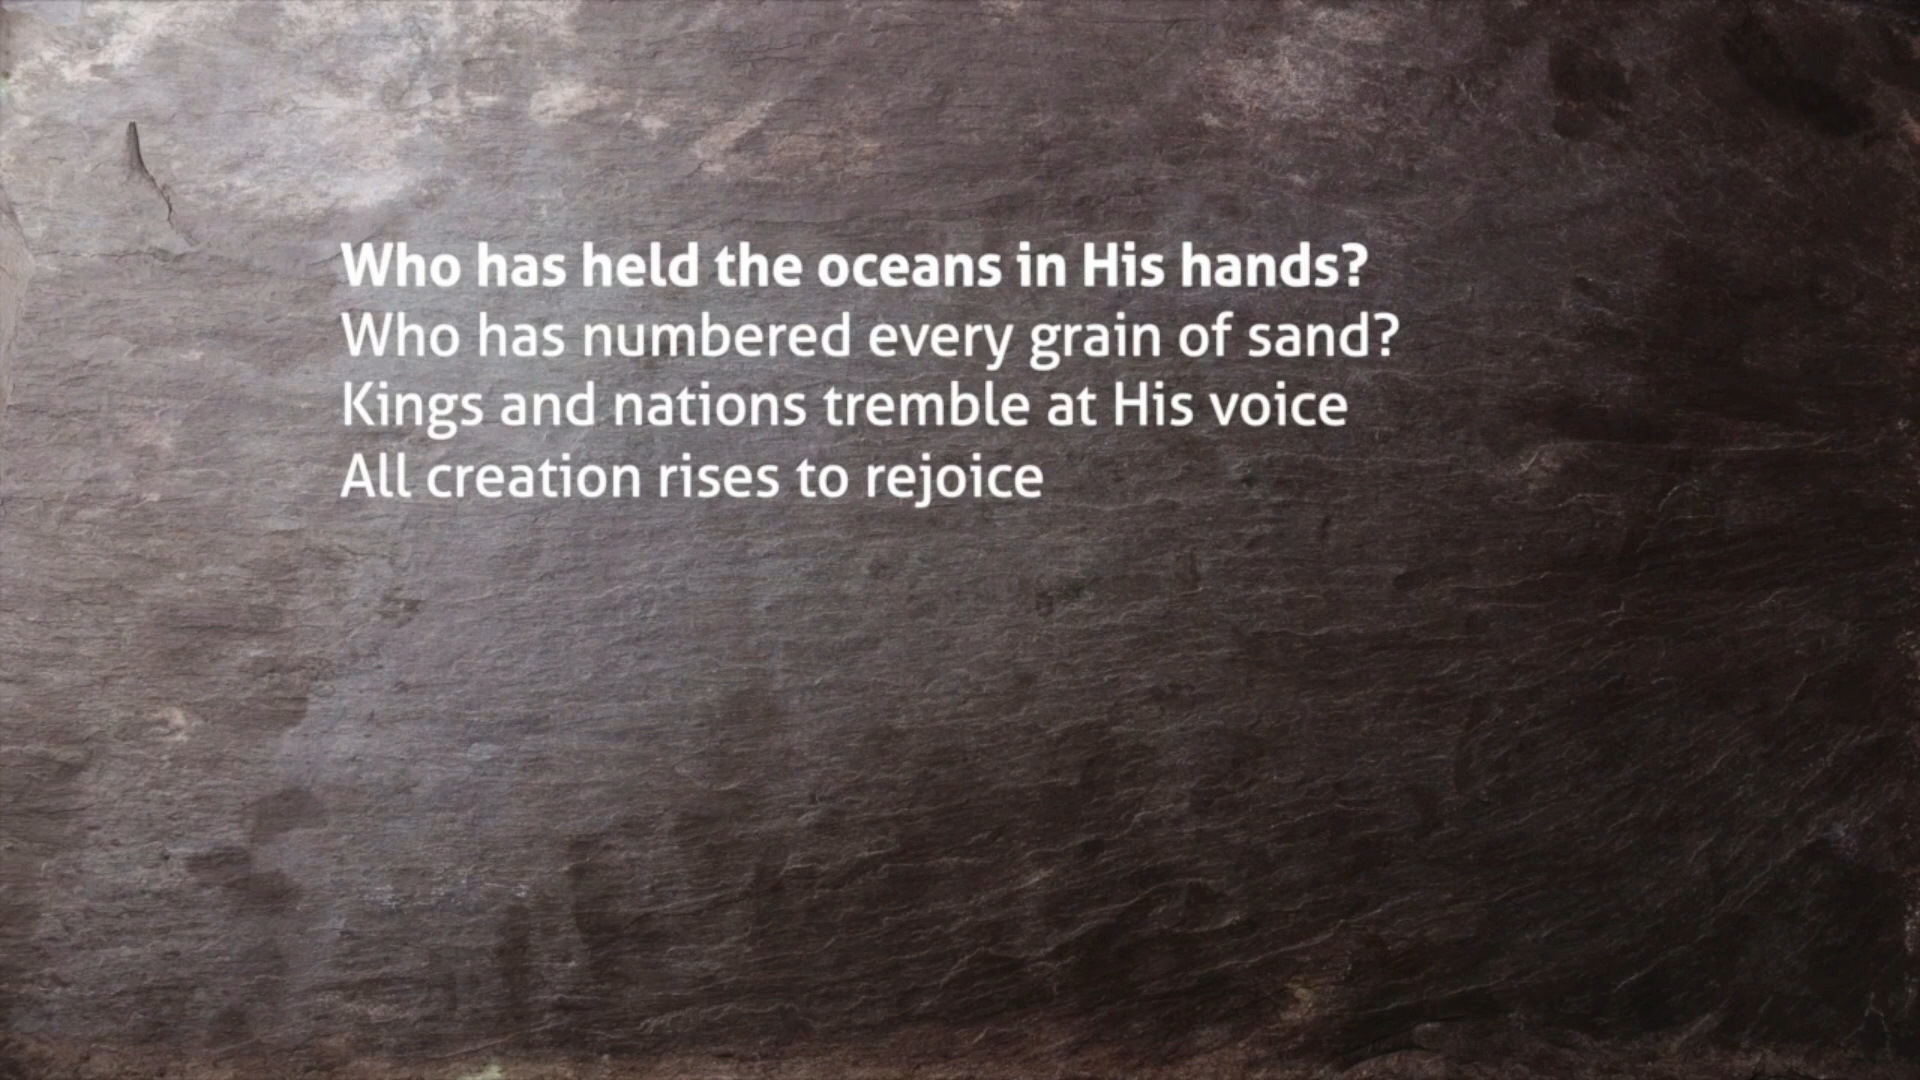 Who has held the oceans in His hands?
Who has numbered every grain of sand?
Kings and nations tremble at His voice
All creation rises to rejoice